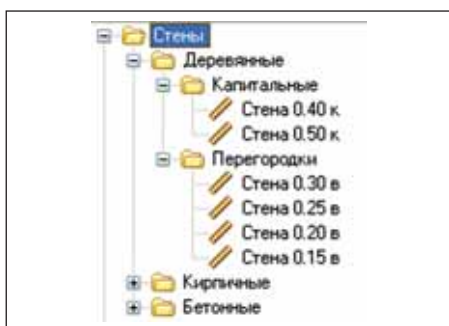 Стены
Деревянные
Капитальные
Стена 0.40 к
Стена 0.50 к
Перегородки
Стена 0.30 в
Стена 0.25 в
Стена 0.20 в
Стена 0.15 в
Кирпичные
Бетонные